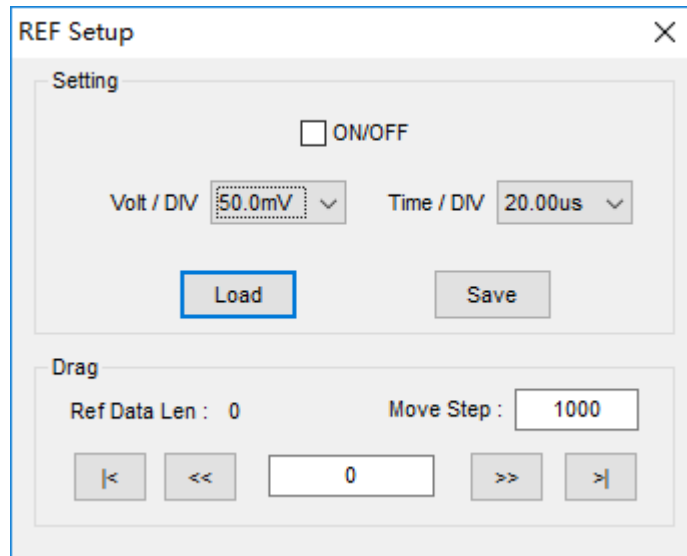 REF Setup
Setting
ON/OFF
Volt / DIV 50.0mV Time / DIV 20.00us
Load Save
Drag
Ref Data Len : 0 Move Step : 1000
|< << 0 >> >|